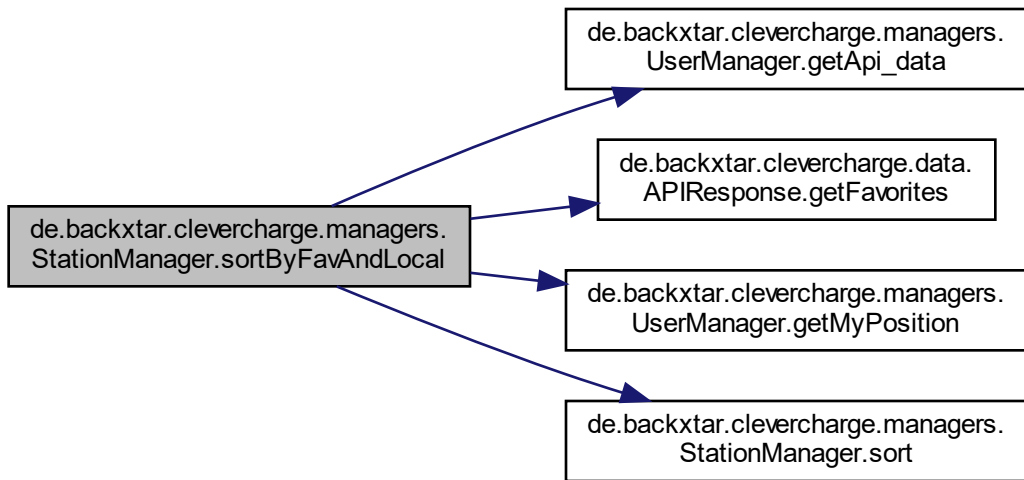 de.backxtar.clevercharge.managers.
UserManager.getApi_data
de.backxtar.clevercharge.data.
APIResponse.getFavorites
de.backxtar.clevercharge.managers.
StationManager.sortByFavAndLocal
de.backxtar.clevercharge.managers.
UserManager.getMyPosition
de.backxtar.clevercharge.managers.
StationManager.sort